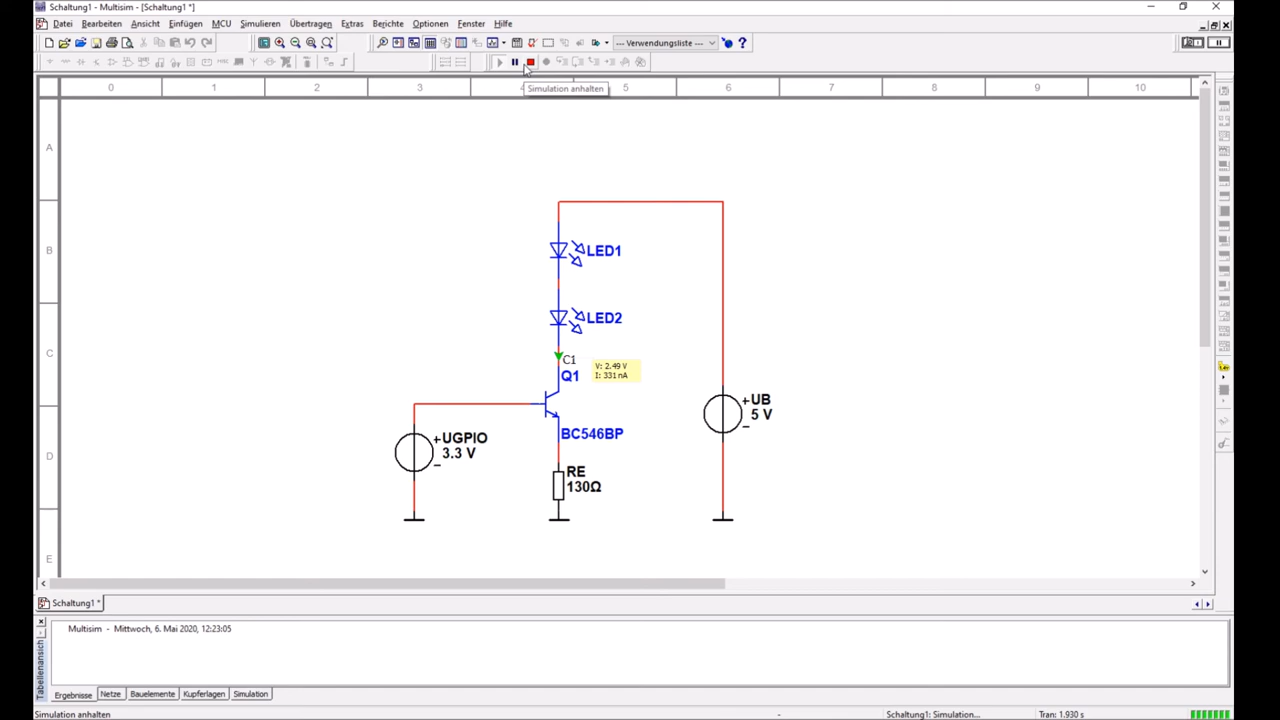 Schaltung1 - Multisim - [Schaltung1 *]
Datei Bearbeiten Ansicht Einfügen MCU Simulieren Übertragen Extras Berichte Optionen Fenster Hilfe
--- Verwendungsliste ---
Simulation anhalten
0 1 2 3 4 5 6 7 8 9 10
A
B
LED1
LED2
C
C1
V: 2.49 V
I: 331 nA
Q1
+UB
5 V
−
D
BC546BP
+UGPIO
3.3 V
−
RE
130Ω
E
Schaltung1 *
Multisim - Mittwoch, 6. Mai 2020, 12:23:05
Tabellenansicht
Ergebnisse Netze Bauelemente Kupferlagen Simulation
Simulation anhalten - Schaltung1: Simulation... Tran: 1.930 s